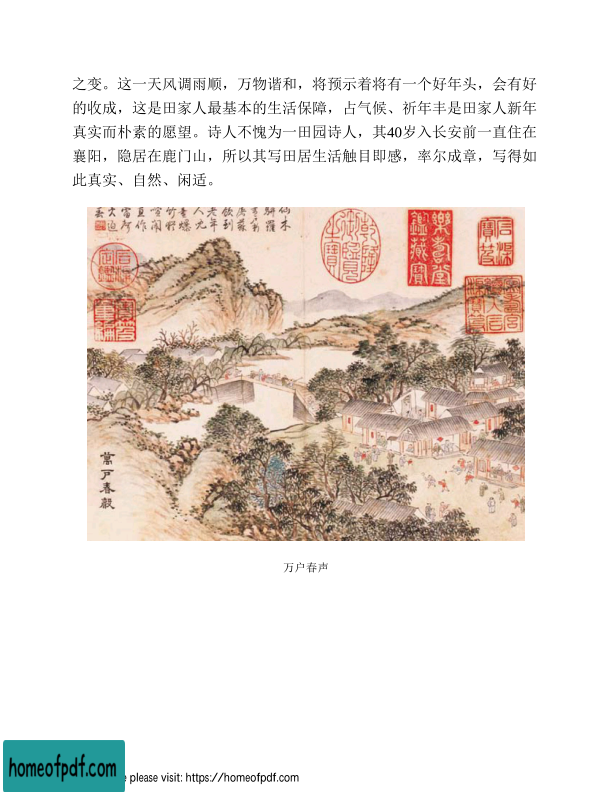 之变。这一天风调雨顺，万物谐和，将预示着将有一个好年头，会有好
的收成，这是田家人最基本的生活保障，占气候、祈年丰是田家人新年
真实而朴素的愿望。诗人不愧为一田园诗人，其40岁入长安前一直住在
襄阳，隐居在鹿门山，所以其写田居生活触目即感，率尔成章，写得如
此真实、自然、闲适。
樂壽堂
鑑藏寶
萬戶春聲
万户春声
homeofpdf.com
e please visit: https://homeofpdf.com